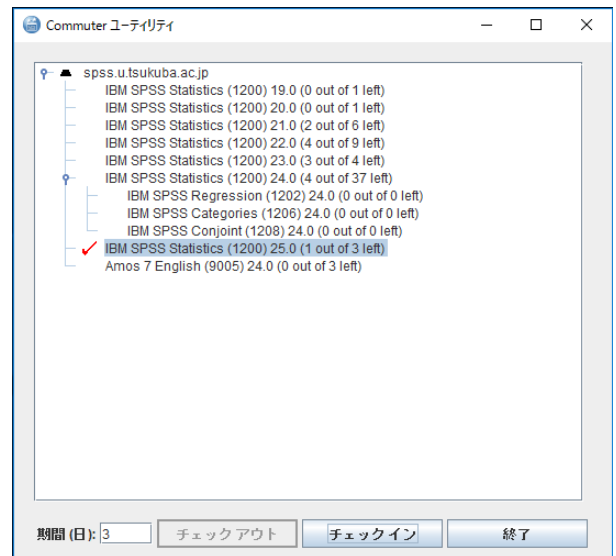 Commuter ユーティリティ
spss.u.tsukuba.ac.jp
IBM SPSS Statistics (1200) 19.0 (0 out of 1 left)
IBM SPSS Statistics (1200) 20.0 (0 out of 1 left)
IBM SPSS Statistics (1200) 21.0 (2 out of 6 left)
IBM SPSS Statistics (1200) 22.0 (4 out of 9 left)
IBM SPSS Statistics (1200) 23.0 (3 out of 4 left)
IBM SPSS Statistics (1200) 24.0 (4 out of 37 left)
IBM SPSS Regression (1202) 24.0 (0 out of 0 left)
IBM SPSS Categories (1206) 24.0 (0 out of 0 left)
IBM SPSS Conjoint (1208) 24.0 (0 out of 0 left)
IBM SPSS Statistics (1200) 25.0 (1 out of 3 left)
Amos 7 English (9005) 24.0 (0 out of 3 left)
期間 (日): 3 チェックアウト チェックイン 終了